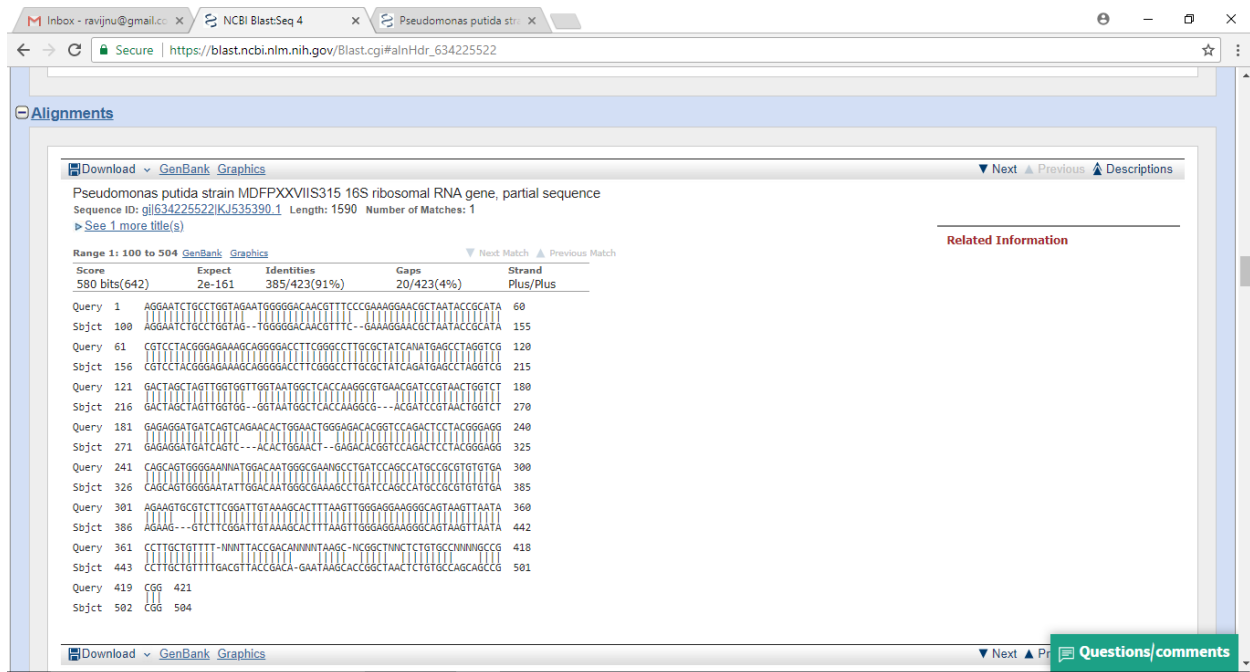 Inbox - ravijnu@gmail.co
NCBI Blast:Seq 4
Pseudomonas putida stra
Secure | https://blast.ncbi.nlm.nih.gov/Blast.cgi#alnHdr_634225522
Alignments
Download GenBank Graphics Next Previous Descriptions
Pseudomonas putida strain MDFPXXVIIS315 16S ribosomal RNA gene, partial sequence
Sequence ID: gi|634225522|KJ535390.1 Length: 1590 Number of Matches: 1
See 1 more title(s)
Related Information
Range 1: 100 to 504 GenBank Graphics Next Match Previous Match
Score Expect Identities Gaps Strand
580 bits(642) 2e-161 385/423(91%) 20/423(4%) Plus/Plus
Query 1 AGGAATCTGCCTGGTAGAATGGGGGACAACGTTTCCCGAAAGGAACGCTAATACCGCATA 60
Sbjct 100 AGGAATCTGCCTGGTAG--TGGGGGACAACGTTTC--GAAAGGAACGCTAATACCGCATA 155
Query 61 CGTCCTACGGGAGAAAGCAGGGGACCTTCGGGCCTTGCGCTATCANATGAGCCTAGGTCG 120
Sbjct 156 CGTCCTACGGGAGAAAGCAGGGGACCTTCGGGCCTTGCGCTATCAGATGAGCCTAGGTCG 215
Query 121 GACTAGCTAGTTGGTGGTTGGTAATGGCTCACCAAGGCGTGAACGATCCGTAACTGGTCT 180
Sbjct 216 GACTAGCTAGTTGGTGG--GGTAATGGCTCACCAAGGCG---ACGATCCGTAACTGGTCT 270
Query 181 GAGAGGATGATCAGTCAGAACACTGGAACTGGGAGACACGGTCCAGACTCCTACGGGAGG 240
Sbjct 271 GAGAGGATGATCAGTC---ACACTGGAACT--GAGACACGGTCCAGACTCCTACGGGAGG 325
Query 241 CAGCAGTGGGGAANNATGGACAATGGGCGAANGCCTGATCCAGCCATGCCGCGTGTGTGA 300
Sbjct 326 CAGCAGTGGGGAATATTGGACAATGGGCGAAAGCCTGATCCAGCCATGCCGCGTGTGTGA 385
Query 301 AGAAGTGCGTCTTCGGATTGTAAAGCACTTTAAGTTGGGAGGAAGGGCAGTAAGTTAATA 360
Sbjct 386 AGAAG---GTCTTCGGATTGTAAAGCACTTTAAGTTGGGAGGAAGGGCAGTAAGTTAATA 442
Query 361 CCTTGCTGTTTT-NNNTTACCGACANNNNTAAGC-NCGGCTNNCTCTGTGCCNNNNGCCG 418
Sbjct 443 CCTTGCTGTTTTGACGTTACCGACA-GAATAAGCACCGGCTAACTCTGTGCCAGCAGCCG 501
Query 419 CGG 421
Sbjct 502 CGG 504
Download GenBank Graphics Next Pr
Questions/comments